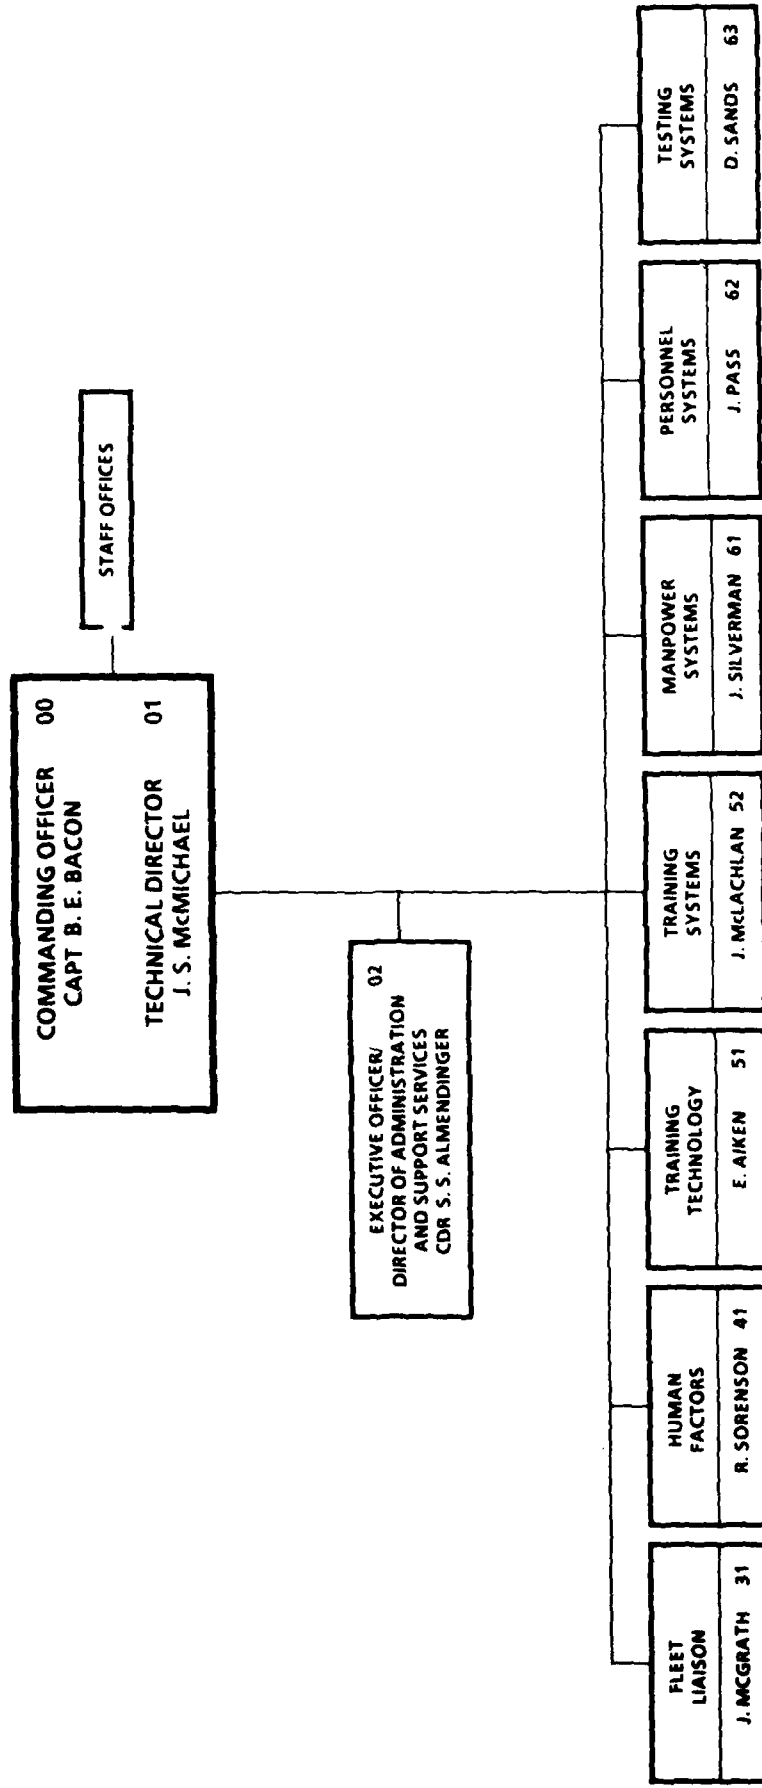 COMMANDING OFFICER 00
CAPT B. E. BACON
TECHNICAL DIRECTOR 01
J. S. McMICHAEL
STAFF OFFICES
EXECUTIVE OFFICER/ 02
DIRECTOR OF ADMINISTRATION
AND SUPPORT SERVICES
CDR S. S. ALMENDINGER
FLEET
LIAISON
J. MCGRATH 31
HUMAN
FACTORS
R. SORENSON 41
TRAINING
TECHNOLOGY
E. AIKEN 51
TRAINING
SYSTEMS
J. McLACHLAN 52
MANPOWER
SYSTEMS
J. SILVERMAN 61
PERSONNEL
SYSTEMS
J. PASS 62
TESTING
SYSTEMS
D. SANDS 63